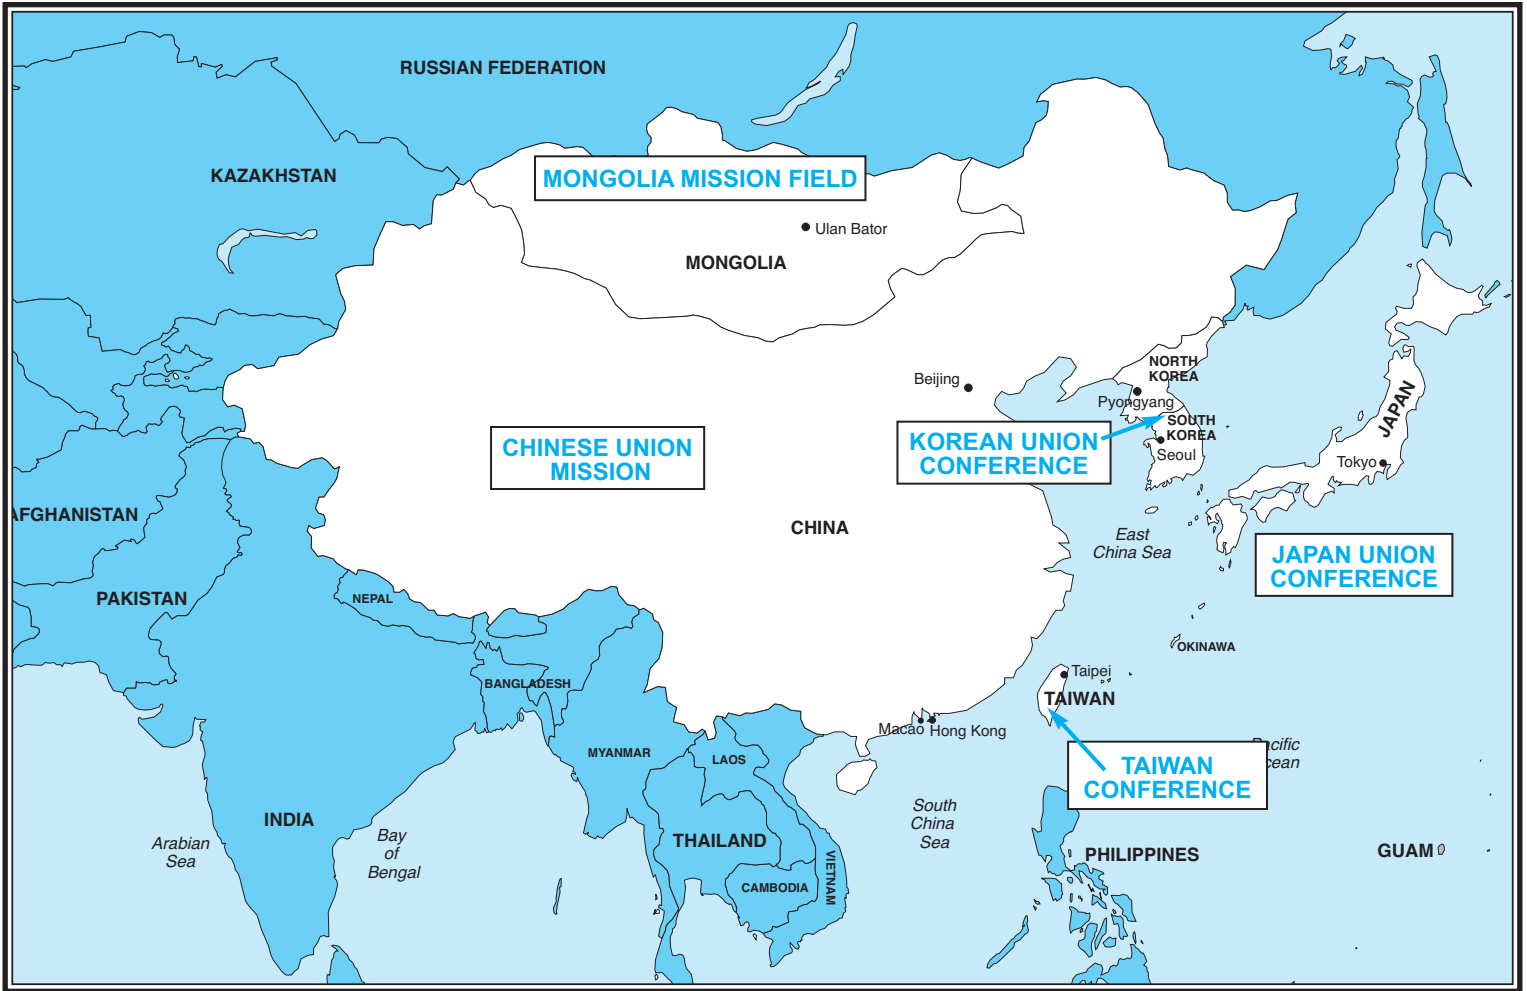 RUSSIAN FEDERATION
KAZAKHSTAN
MONGOLIA MISSION FIELD
Ulan Bator
MONGOLIA
NORTH
KOREA
Beijing
Pyongyang
JAPAN
SOUTH
KOREA
Seoul
KOREAN UNION
CONFERENCE
CHINESE UNION
MISSION
Tokyo
AFGHANISTAN
CHINA
East
China Sea
JAPAN UNION
CONFERENCE
PAKISTAN
NEPAL
OKINAWA
Taipei
TAIWAN
BANGLADESH
Macao
Hong Kong
MYANMAR
LAOS
Pacific
Ocean
TAIWAN
CONFERENCE
INDIA
South
China
Sea
Arabian
Sea
Bay
of
Bengal
THAILAND
VIETNAM
CAMBODIA
PHILIPPINES
GUAM